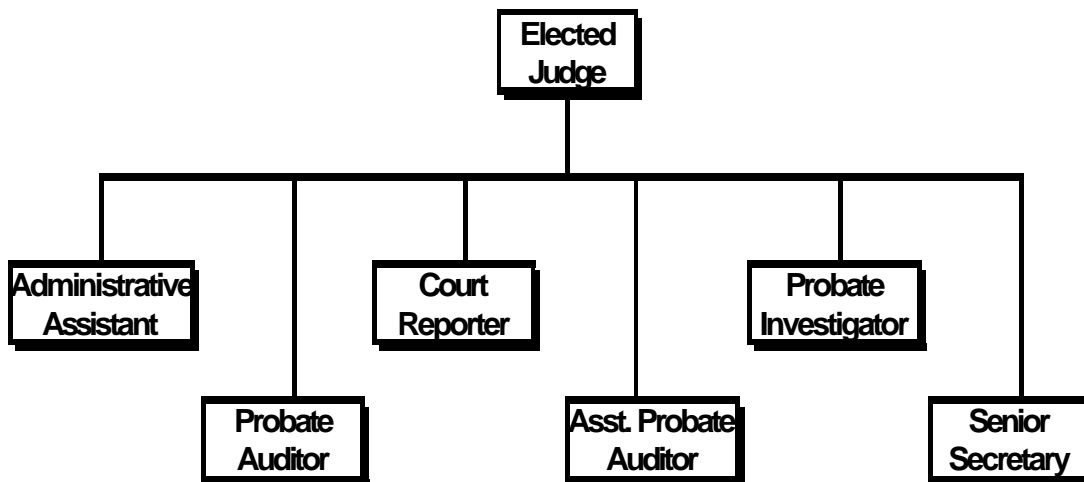 Elected
Judge
Administrative
Assistant
Court
Reporter
Probate
Investigator
Probate
Auditor
Asst. Probate
Auditor
Senior
Secretary